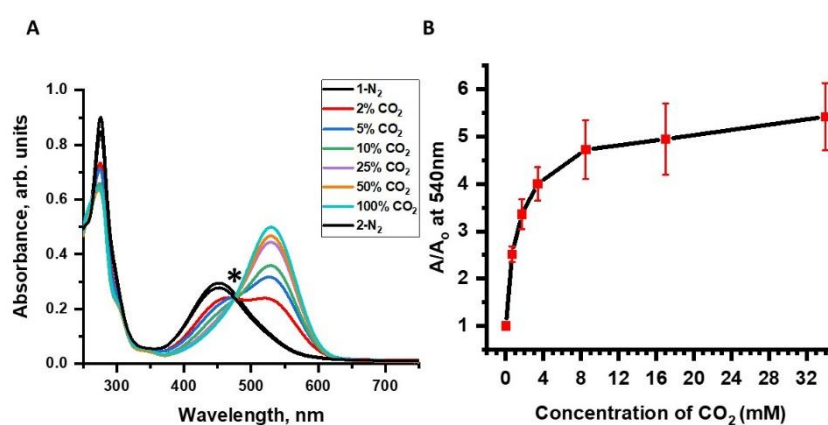 A
Absorbance, arb. units
1.0
0.8
0.6
0.4
0.2
0.0
300
400
500
600
700
Wavelength, nm
1-N₂
2% CO₂
5% CO₂
10% CO₂
25% CO₂
50% CO₂
100% CO₂
2-N₂
*
B
A/A₀ at 540nm
6
5
4
3
2
1
0
4
8
12
16
20
24
28
32
Concentration of CO₂ (mM)